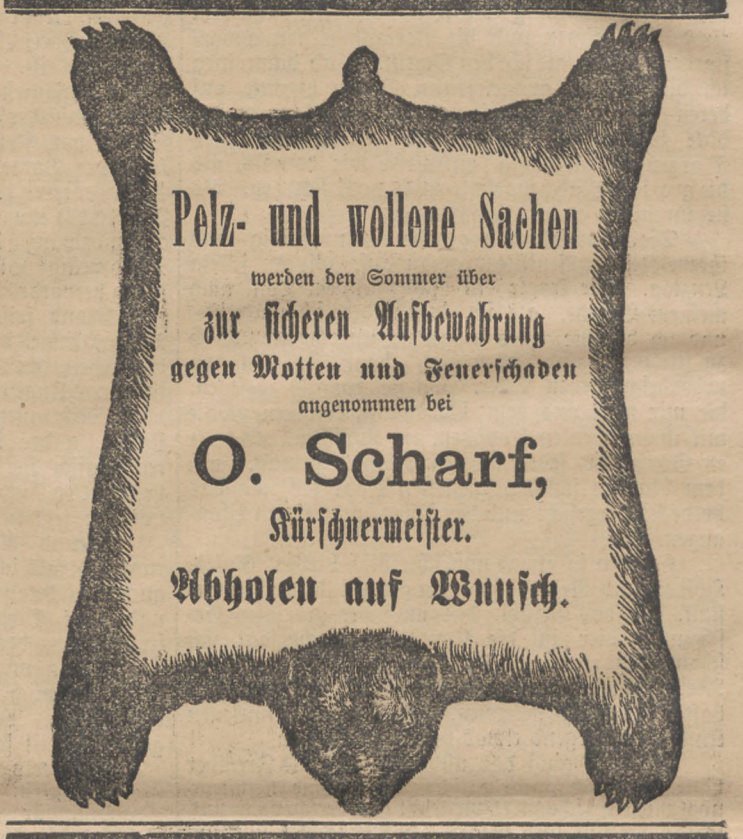 Pelz- und wollene Sachen
werden den Sommer über
zur sicheren Aufbewahrung
gegen Motten und Feuerschaden
angenommen bei
O. Scharf,
Kürschnermeister.
Abholen auf Wunsch.